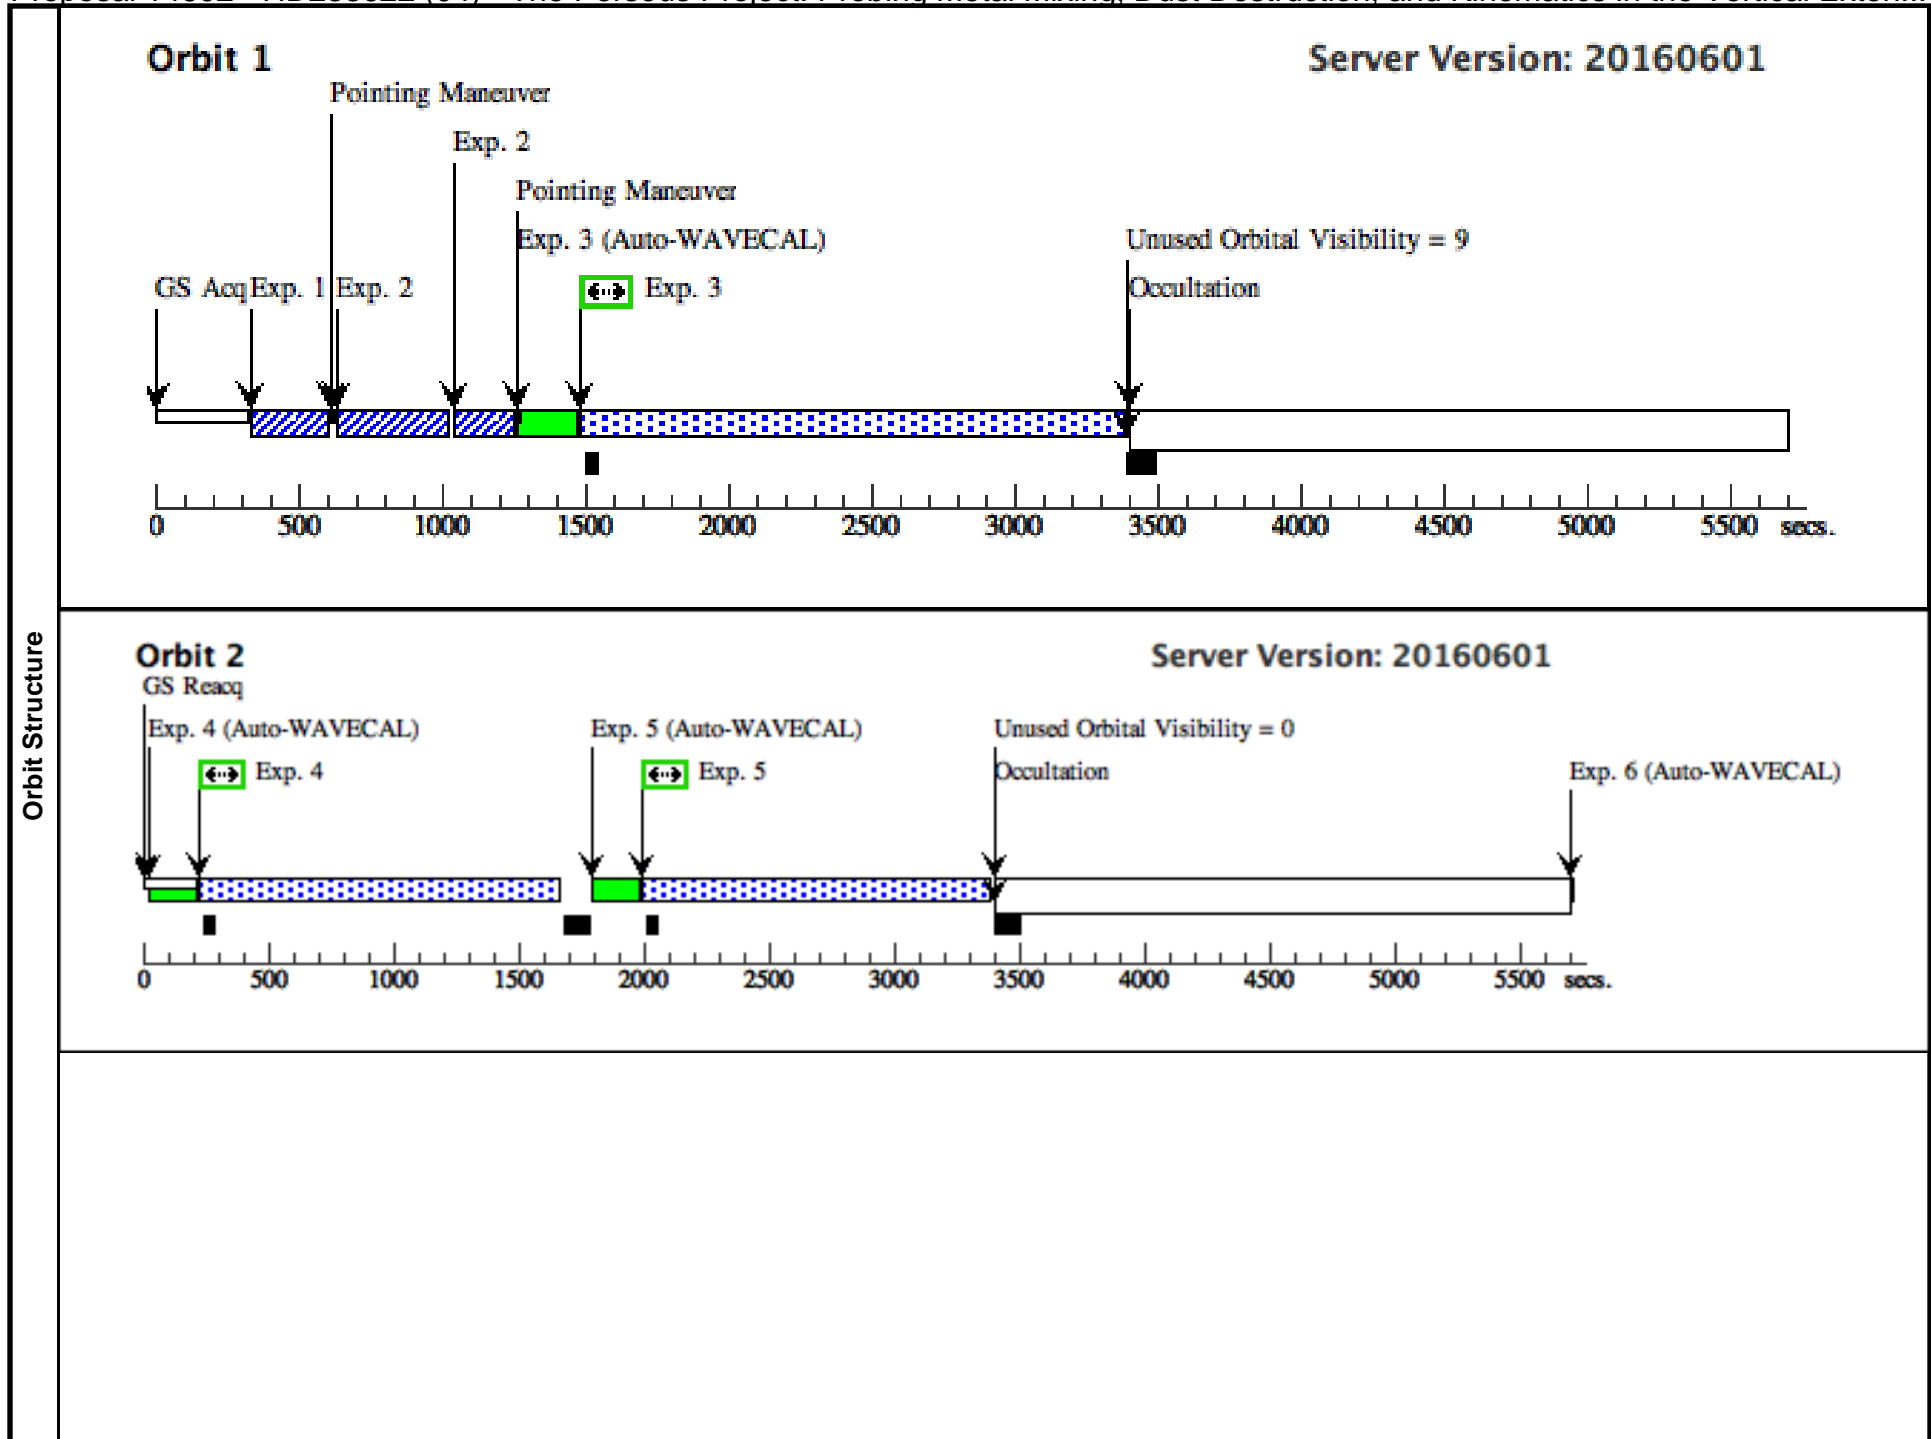 Orbit 1
Server Version: 20160601
Pointing Maneuver
Exp. 2
Pointing Maneuver
Exp. 3 (Auto-WAVECAL)
Unused Orbital Visibility = 9
GS Acq Exp. 1 Exp. 2
Exp. 3
Occultation
0 500 1000 1500 2000 2500 3000 3500 4000 4500 5000 5500 secs.
Orbit Structure
Orbit 2
Server Version: 20160601
GS Reacq
Exp. 4 (Auto-WAVECAL)
Exp. 5 (Auto-WAVECAL)
Unused Orbital Visibility = 0
Exp. 4
Exp. 5
Occultation
Exp. 6 (Auto-WAVECAL)
0 500 1000 1500 2000 2500 3000 3500 4000 4500 5000 5500 secs.